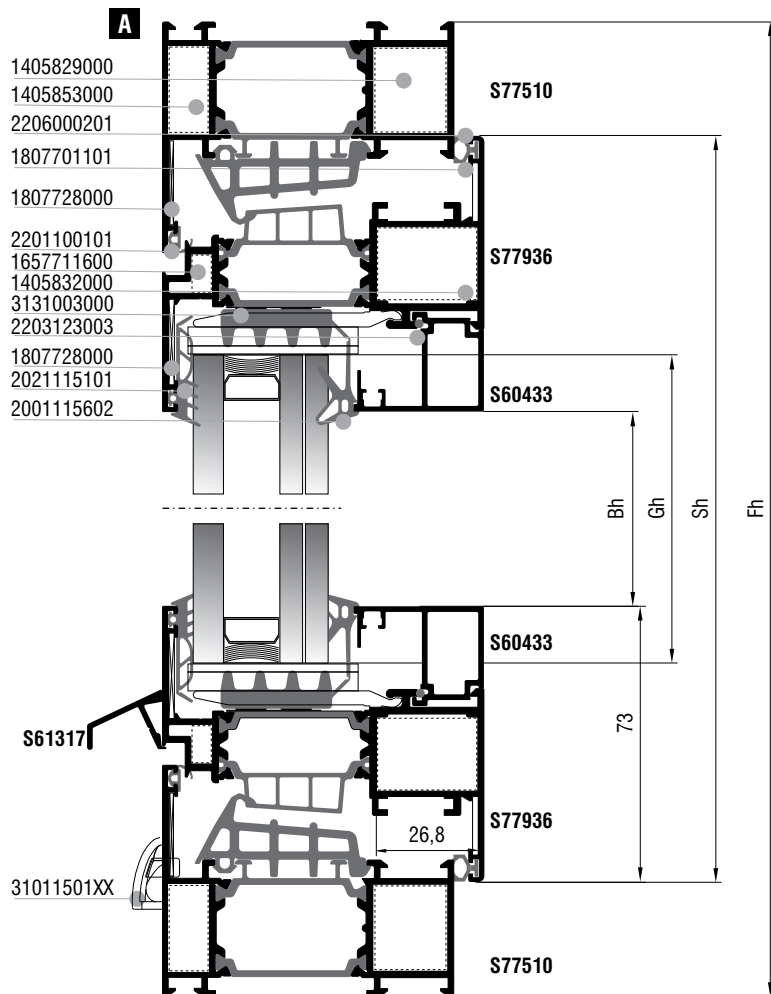 A
1405829000
1405853000
2206000201
1807701101
1807728000
2201100101
1657711600
1405832000
3131003000
2203123003
1807728000
2021115101
2001115602
S77510
S77936
S60433
Bh
Gh
Sh
Fh
S60433
S61317
73
S77936
26,8
31011501XX
S77510